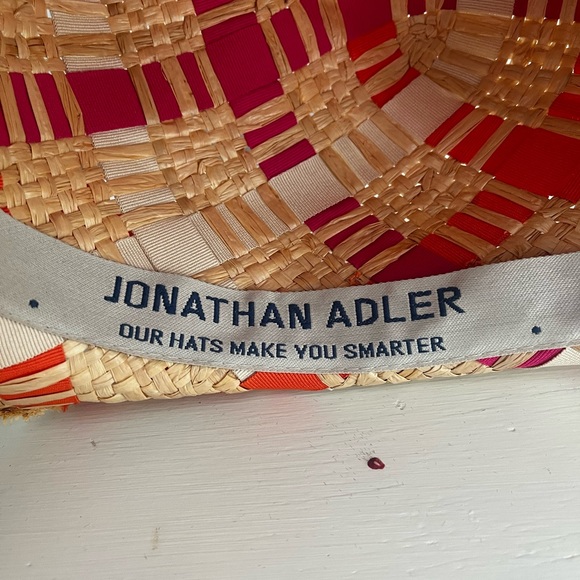 JONATHAN ADLER
OUR HATS MAKE YOU SMARTER